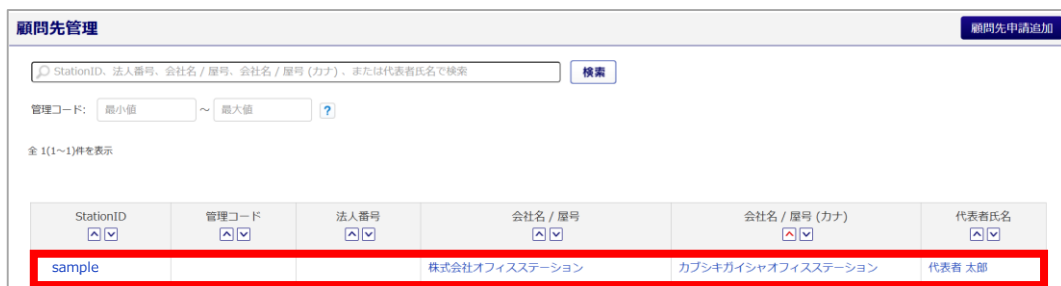 顧問先管理 顧問先申請追加
StationID、法人番号、会社名 / 屋号、会社名 / 屋号 (カナ) 、または代表者氏名で検索 検索
管理コード: 最小値 ～ 最大値 ?
全 1(1～1)件を表示
StationID 管理コード 法人番号 会社名 / 屋号 会社名 / 屋号 (カナ) 代表者氏名
sample 株式会社オフィスステーション カブシキガイシャオフィスステーション 代表者 太郎